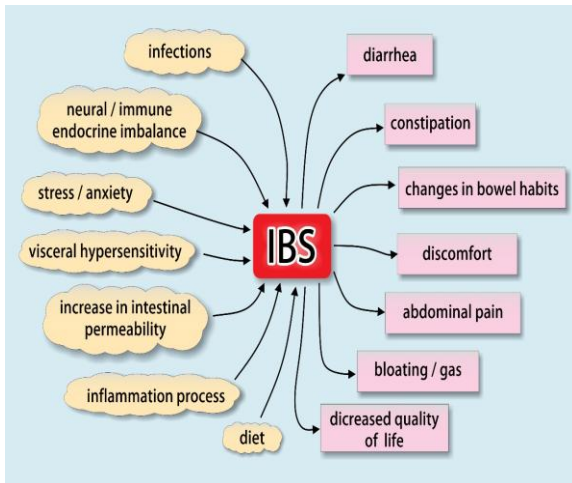 infections
neural / immune
endocrine imbalance
stress / anxiety
visceral hypersensitivity
increase in intestinal
permeability
inflammation process
diet
IBS
diarrhea
constipation
changes in bowel habits
discomfort
abdominal pain
bloating / gas
dicreased quality
of life